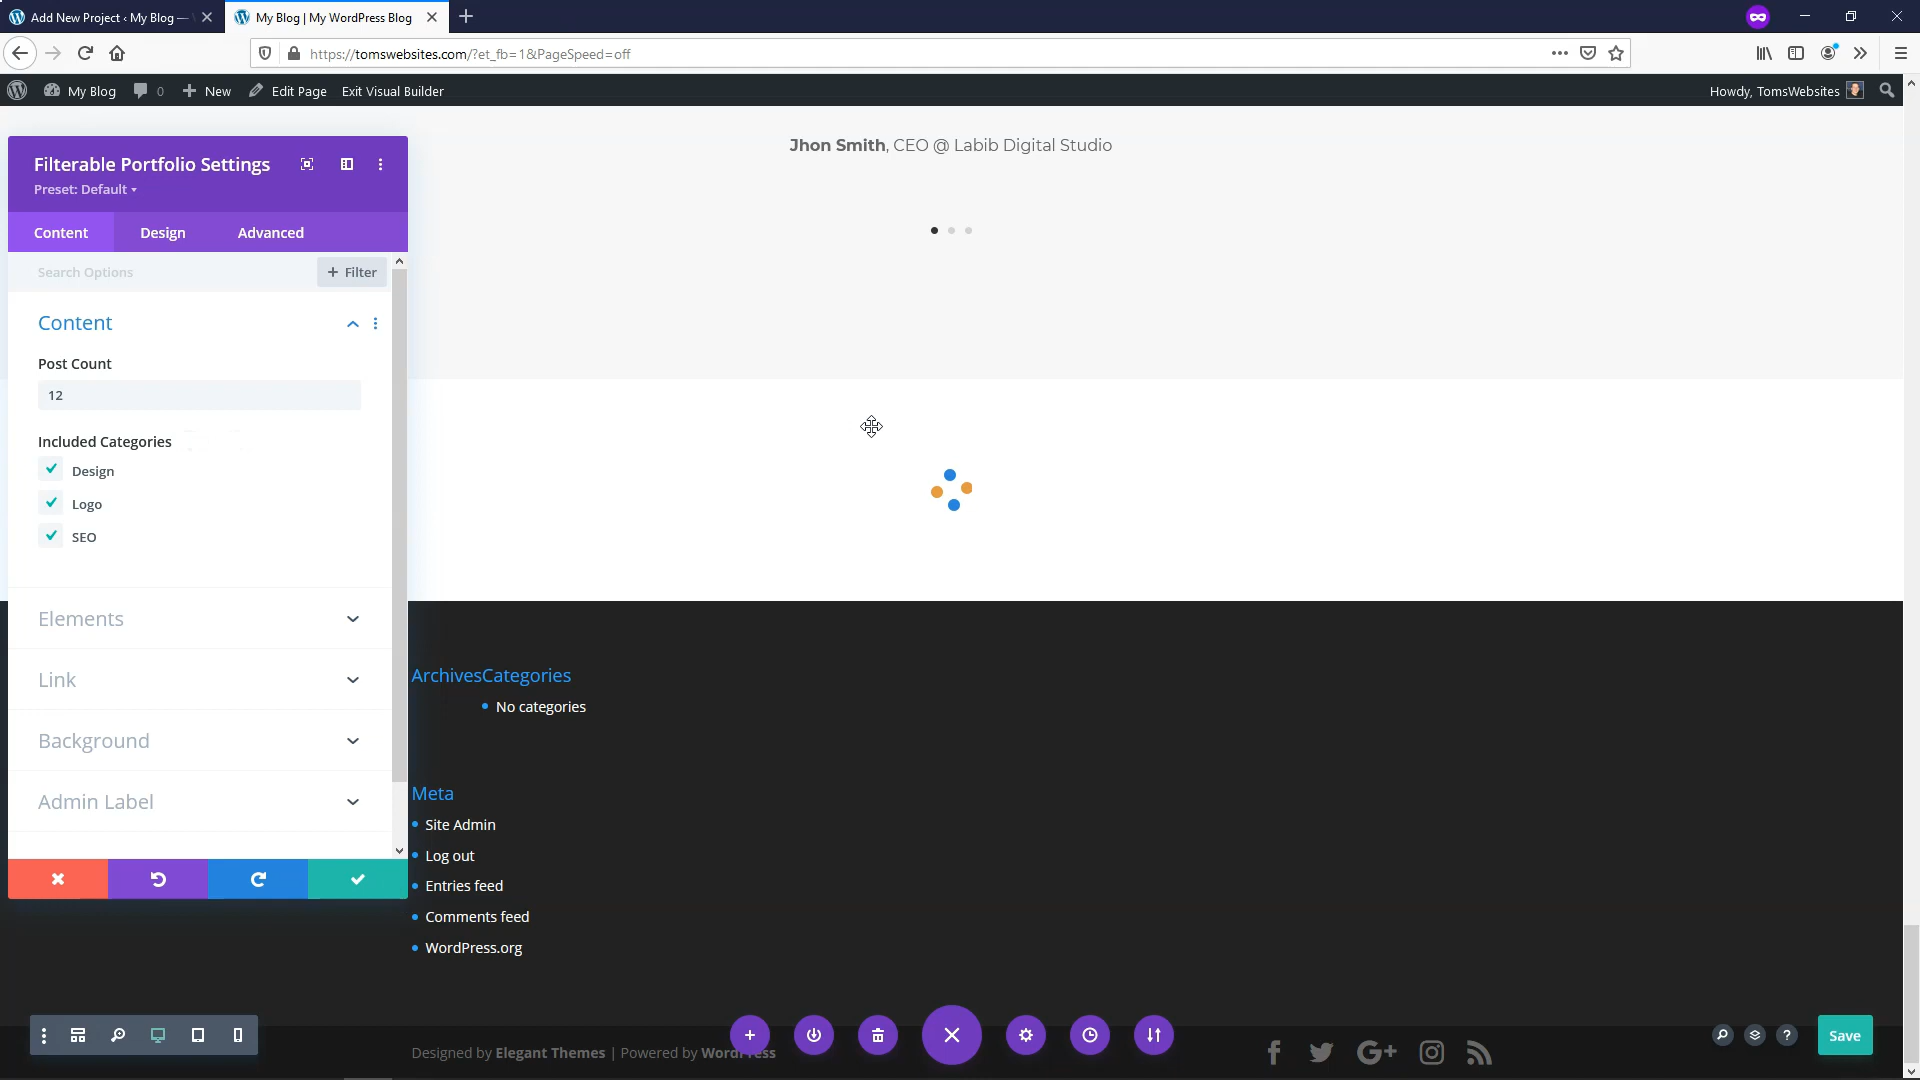 Add New Project ‹ My Blog —
My Blog | My WordPress Blog
https://tomswebsites.com/?et_fb=1&PageSpeed=off
My Blog
0
New
Edit Page
Exit Visual Builder
Howdy, TomsWebsites
Jhon Smith, CEO @ Labib Digital Studio
Filterable Portfolio Settings
Preset: Default
Content
Design
Advanced
Search Options
+ Filter
Content
Post Count
12
Included Categories
Design
Logo
SEO
Elements
Link
Background
Admin Label
ArchivesCategories
No categories
Meta
Site Admin
Log out
Entries feed
Comments feed
WordPress.org
Designed by Elegant Themes | Powered by WordPress
Save